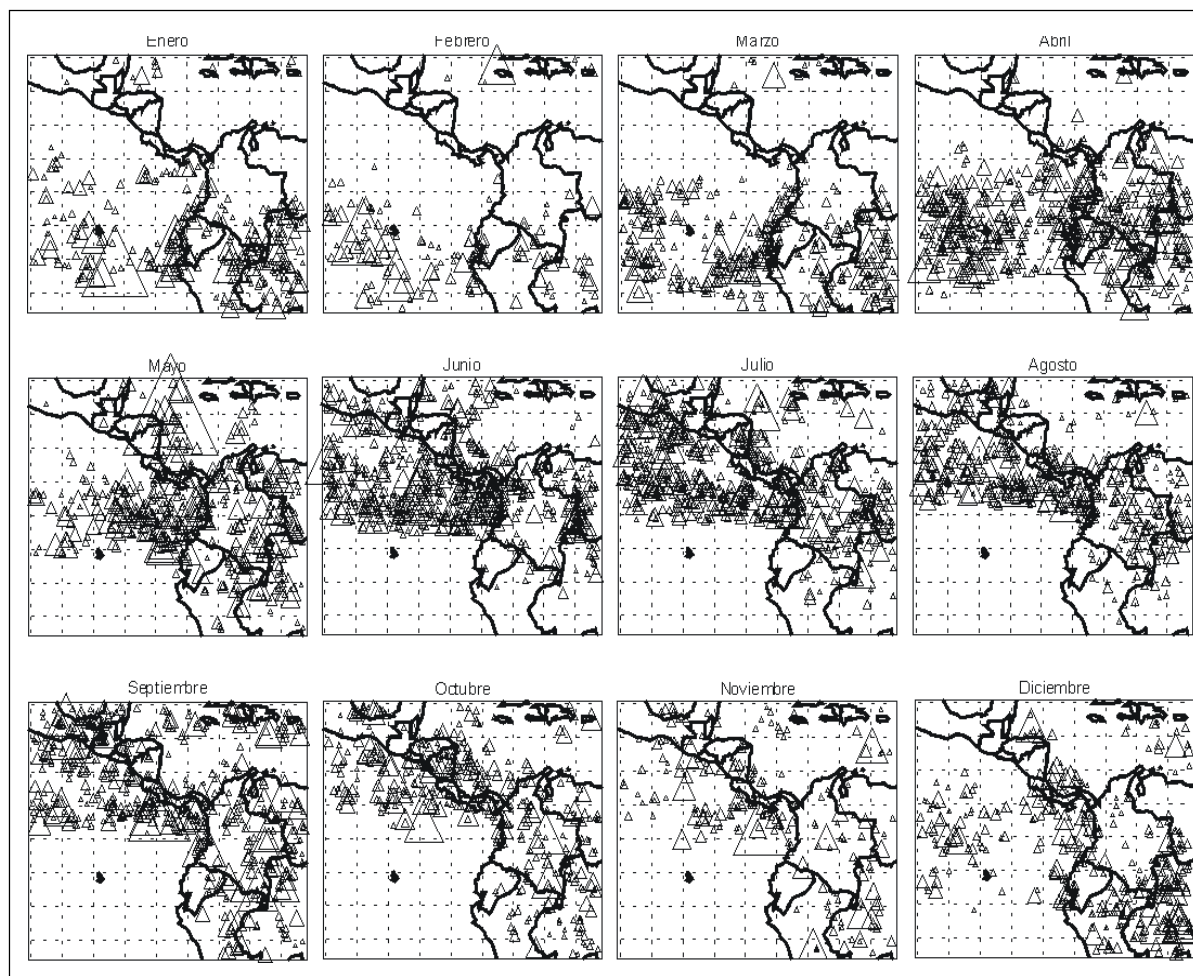 Enero Febrero Marzo Abril
Mayo Junio Julio Agosto
Septiembre Octubre Noviembre Diciembre